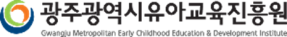 광주광역시유아교육진흥원
Gwangju Metropolitan Early Childhood Education & Development Institute